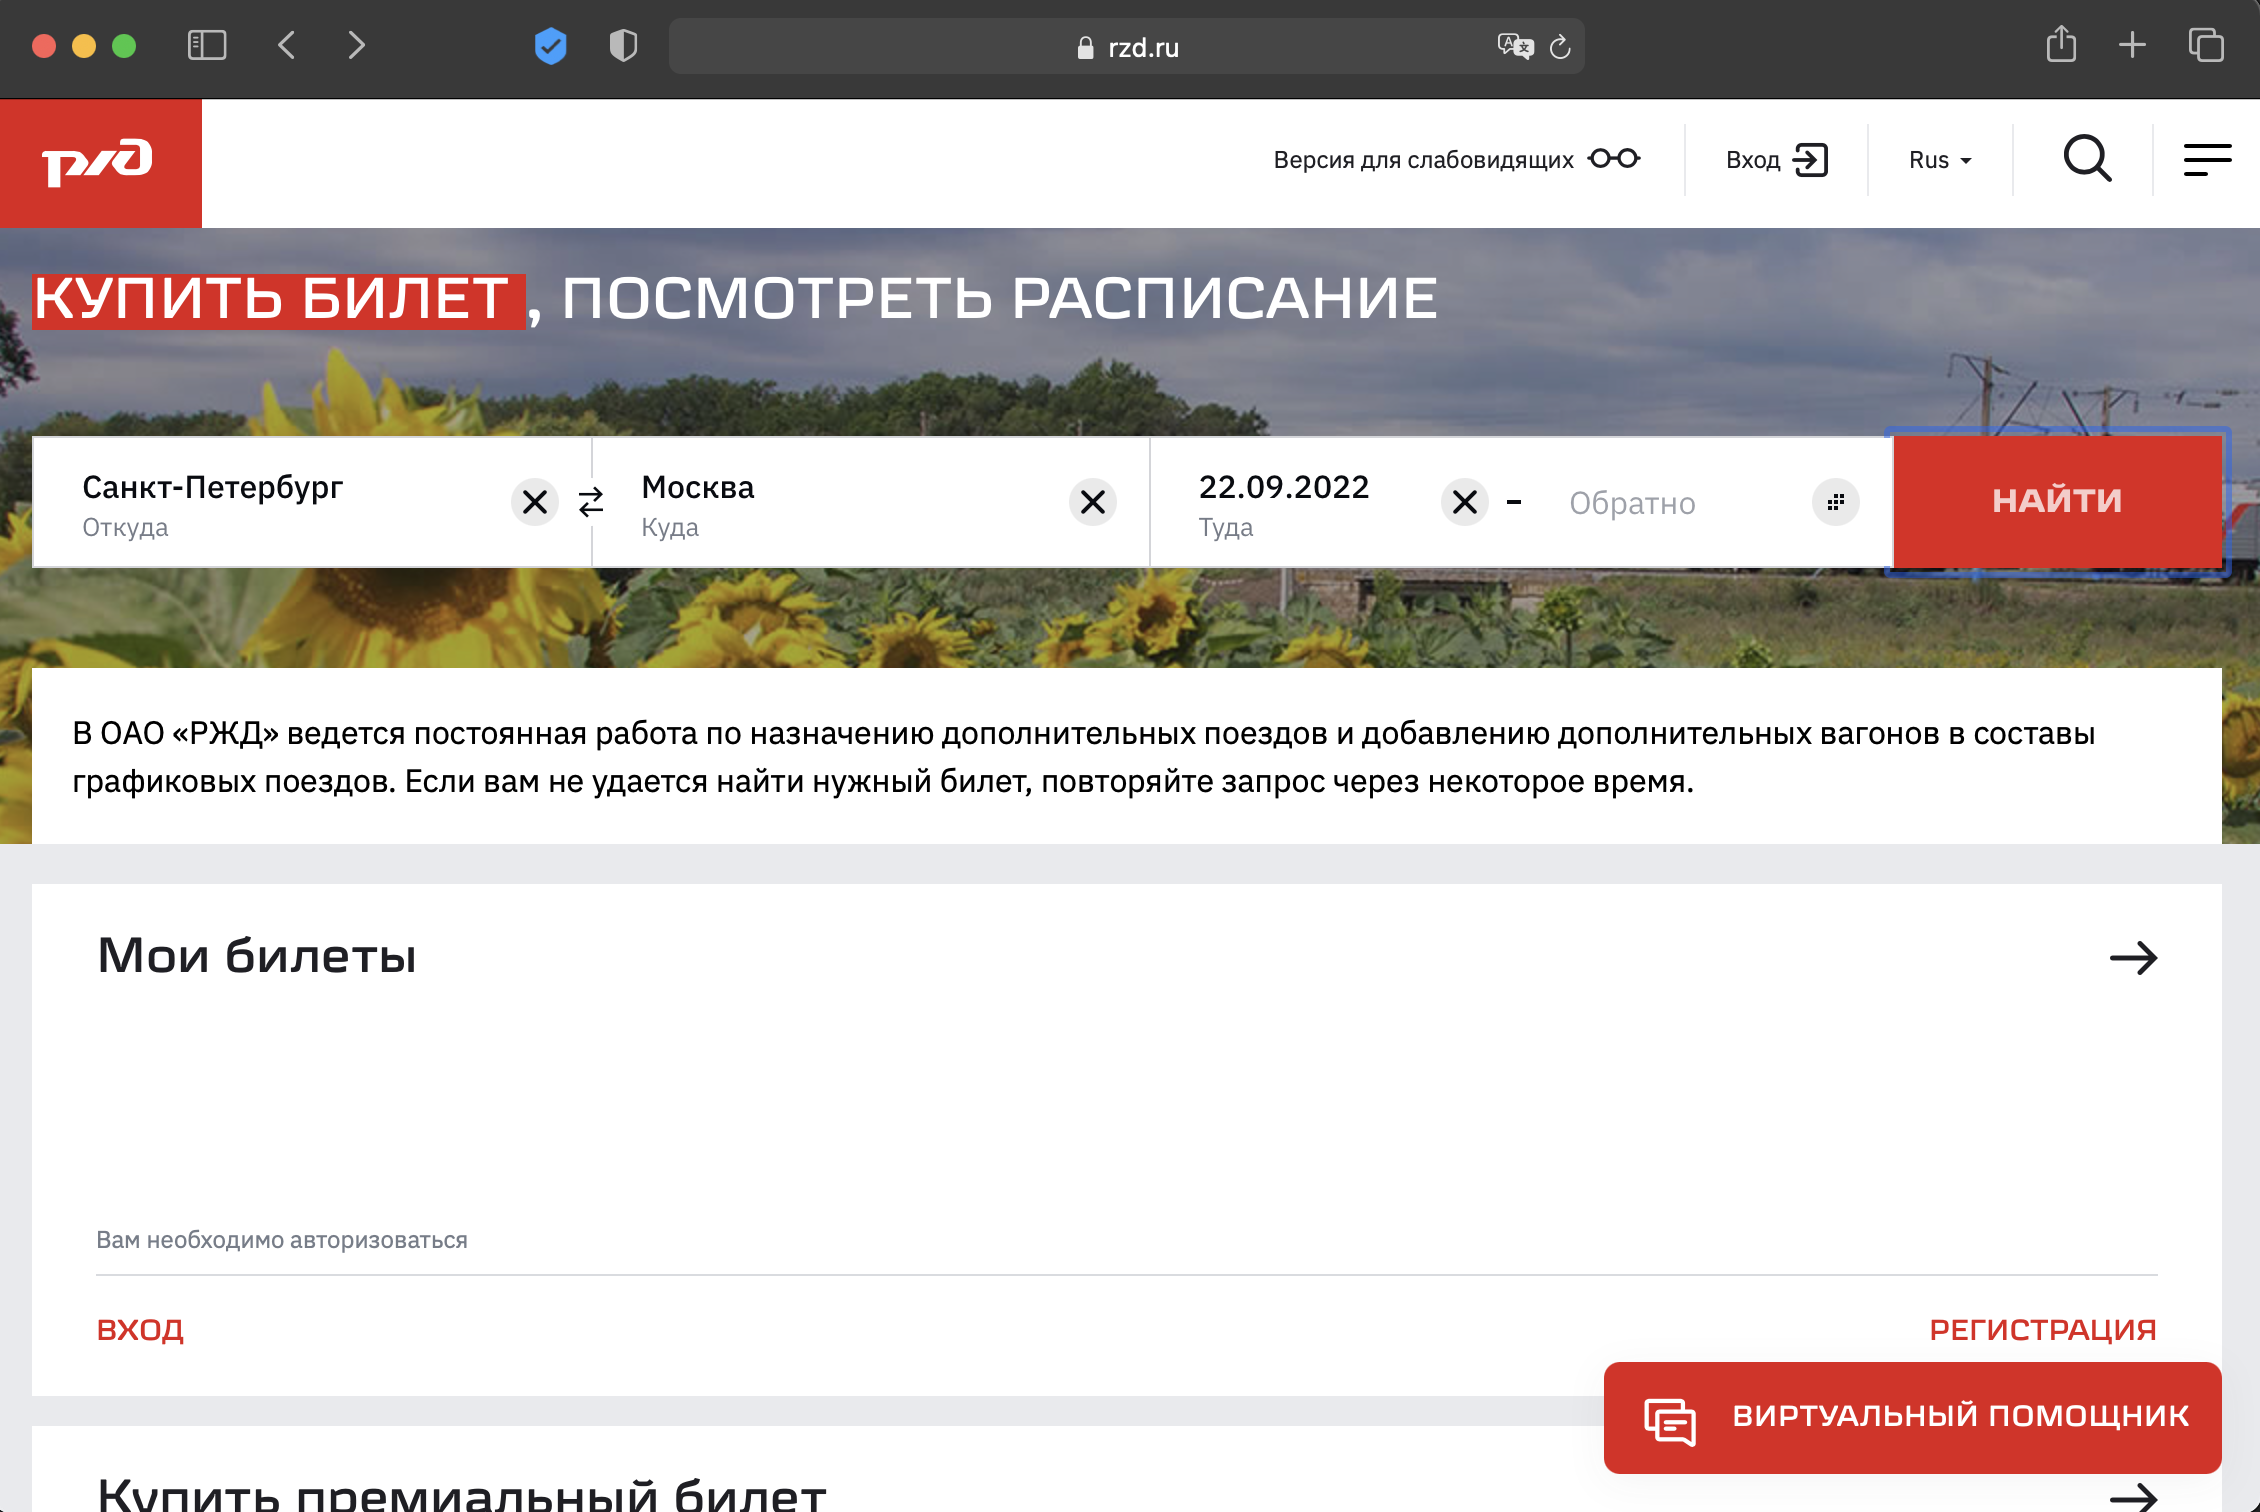 rzd.ru
ржд
Версия для слабовидящих
Вход
Rus
КУПИТЬ БИЛЕТ, ПОСМОТРЕТЬ РАСПИСАНИЕ
Санкт-Петербург
Откуда
Москва
Куда
22.09.2022
Туда
–
Обратно
НАЙТИ
В ОАО «РЖД» ведется постоянная работа по назначению дополнительных поездов и добавлению дополнительных вагонов в составы
графиковых поездов. Если вам не удается найти нужный билет, повторяйте запрос через некоторое время.
Мои билеты
Вам необходимо авторизоваться
ВХОД
РЕГИСТРАЦИЯ
ВИРТУАЛЬНЫЙ ПОМОЩНИК
Купить премиальный билет